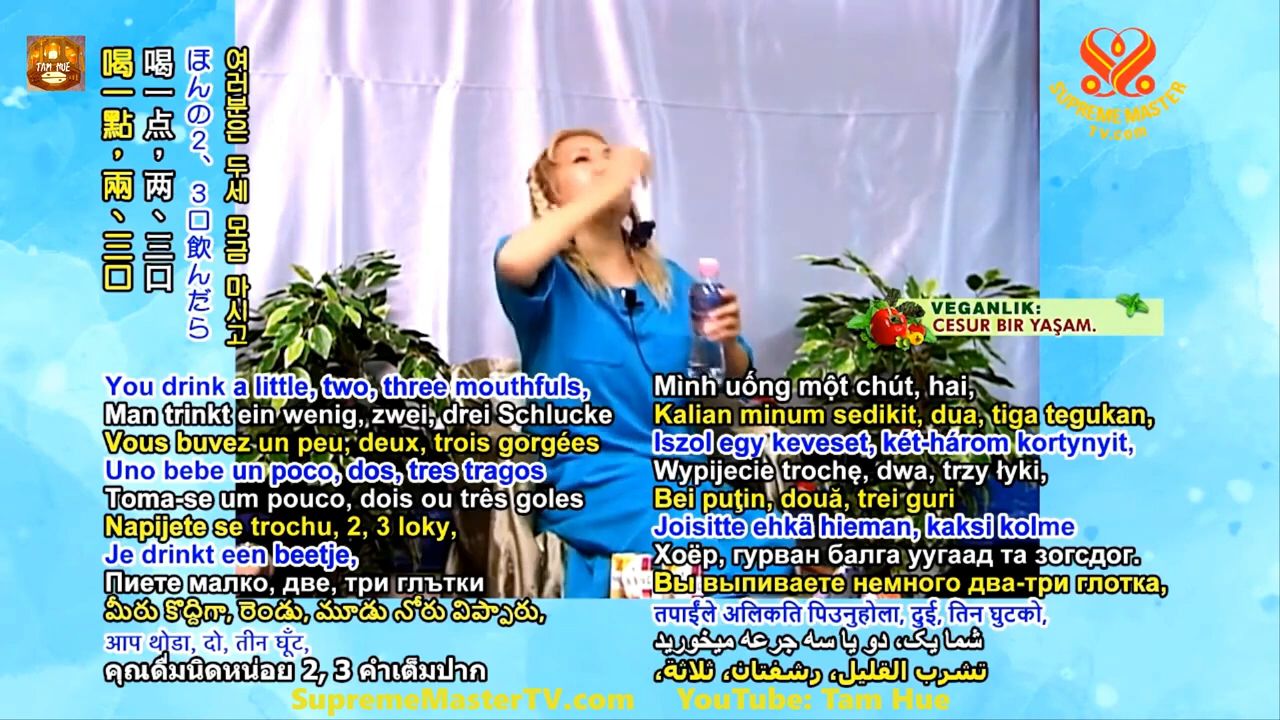 TAM HUE
喝一點，兩、三口
喝一点，两、三口
ほんの2、3口飲んだら
여러분은 두세 모금 마시고
SUPREME MASTER
TV.com
VEGANLIK:
CESUR BIR YAŞAM.
You drink a little, two, three mouthfuls,
Man trinkt ein wenig, zwei, drei Schlucke
Vous buvez un peu; deux, trois gorgées
Uno bebe un poco, dos, tres tragos
Toma-se um pouco, dois ou três goles
Napijete se trochu, 2, 3 loky,
Je drinkt een beetje,
Пиете малко, две, три глътки
మీరు కొద్దిగా, రెండు, మూడు నోరు విప్పారు,
आप थोडा, दो, तीन घूँट,
คุณดื่มนิดหน่อย 2, 3 คำเต็มปาก
Mình uống một chút, hai,
Kalian minum sedikit, dua, tiga tegukan,
Iszol egy keveset, két-három kortynyit,
Wypijecie trochę, dwa, trzy łyki,
Bei puţin, două, trei guri
Joisitte ehkä hieman, kaksi kolme
Хоёр, гурван балга уугаад та зогсдог.
Вы выпиваете немного два-три глотка,
तपाईंले अलिकति पिउनुहोला, दुई, तिन घुटको,
شما یک، دو یا سه جرعه میخورید
تشرب القليل، رشفتان، ثلاثة،
SupremeMasterTV.com
YouTube: Tam Hue